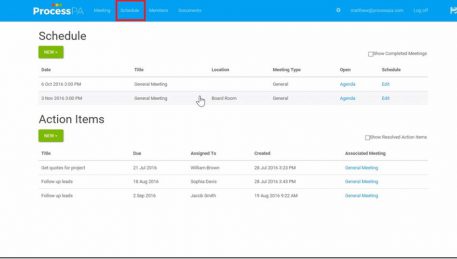 ProcessPA Meeting Schedule Members Documents matthew@processpa.com Log off
Schedule
NEW +
Show Completed Meetings
Date Title Location Meeting Type Open Schedule
6 Oct 2016 3:00 PM General Meeting General Agenda Edit
3 Nov 2016 3:00 PM General Meeting Board Room General Agenda Edit
Action Items
NEW +
Show Resolved Action Items
Title Due Assigned To Created Associated Meeting
Get quotes for project 21 Jul 2016 William Brown 28 Jul 2016 3:23 PM General Meeting
Follow up leads 18 Aug 2016 Sophia Davis 28 Jul 2016 3:43 PM General Meeting
Follow up leads 2 Sep 2016 Jacob Smith 19 Aug 2016 9:22 AM General Meeting